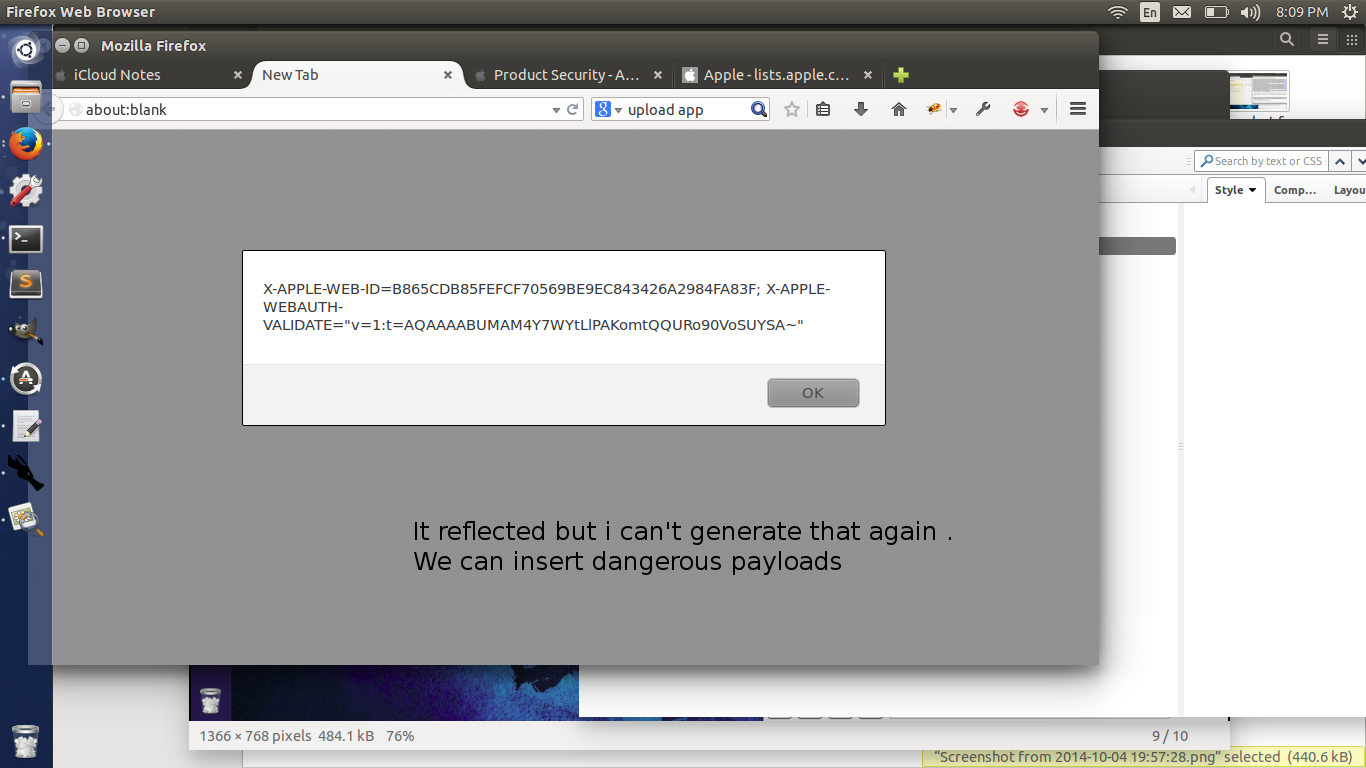 Firefox Web Browser
En
8:09 PM
Mozilla Firefox
iCloud Notes
New Tab
Product Security - A...
Apple - lists.apple.c...
about:blank
upload app
Search by text or CSS
Style
Comp...
Layou
X-APPLE-WEB-ID=B865CDB85FEFCF70569BE9EC843426A2984FA83F; X-APPLE-
WEBAUTH-
VALIDATE="v=1:t=AQAAAABUMAM4Y7WYtLlPAKomtQQURo90VoSUYSA~"
OK
It reflected but i can't generate that again .
We can insert dangerous payloads
1366 × 768 pixels 484.1 kB 76%
9 / 10
“Screenshot from 2014-10-04 19:57:28.png” selected (440.6 kB)